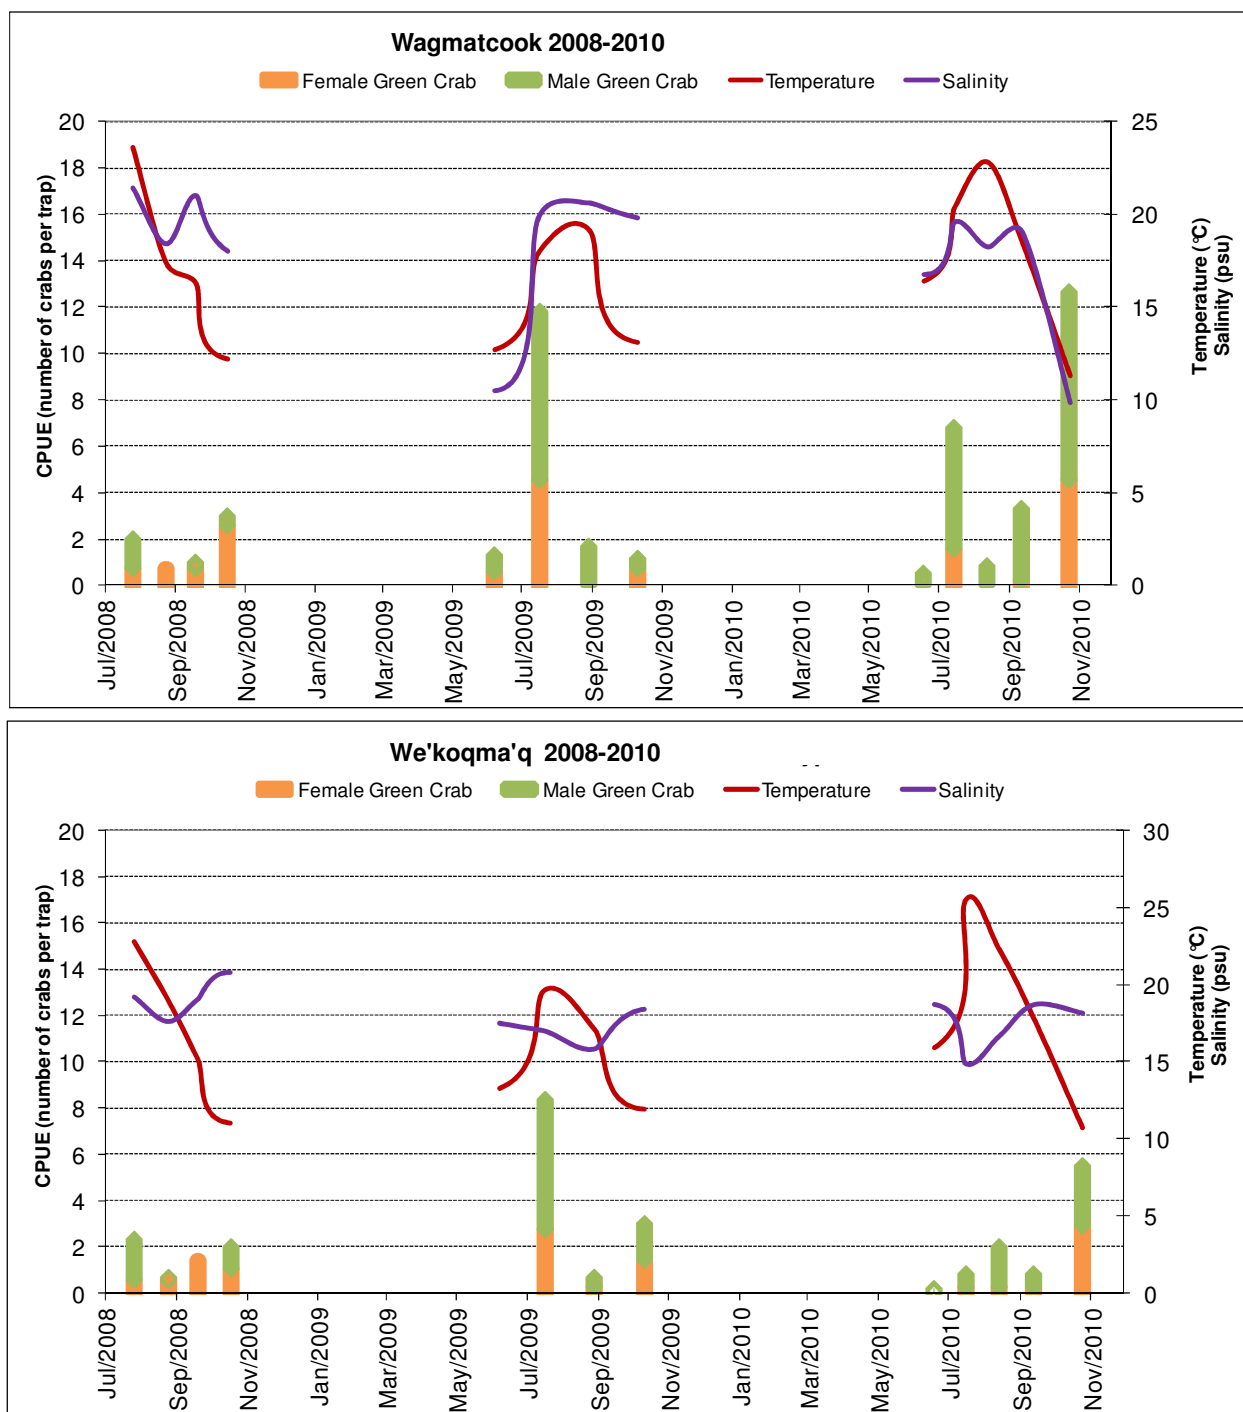 Wagmatcook 2008-2010
Female Green Crab Male Green Crab Temperature Salinity
CPUE (number of crabs per trap)
20
18
16
14
12
10
8
6
4
2
0
25
20
15
10
5
0
Temperature (°C)
Salinity (psu)
Jul/2008
Sep/2008
Nov/2008
Jan/2009
Mar/2009
May/2009
Jul/2009
Sep/2009
Nov/2009
Jan/2010
Mar/2010
May/2010
Jul/2010
Sep/2010
Nov/2010
We'koqma'q 2008-2010
Female Green Crab Male Green Crab Temperature Salinity
CPUE (number of crabs per trap)
20
18
16
14
12
10
8
6
4
2
0
30
25
20
15
10
5
0
Temperature (°C)
Salinity (psu)
Jul/2008
Sep/2008
Nov/2008
Jan/2009
Mar/2009
May/2009
Jul/2009
Sep/2009
Nov/2009
Jan/2010
Mar/2010
May/2010
Jul/2010
Sep/2010
Nov/2010